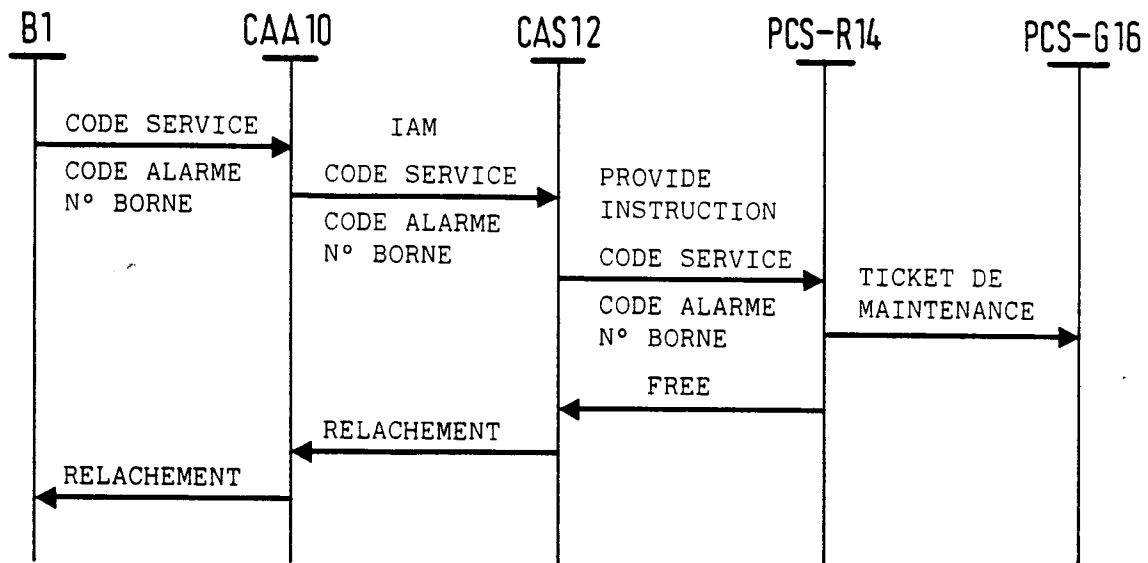 B1 CAA10 CAS12 PCS-R14 PCS-G16
CODE SERVICE
CODE ALARME
N° BORNE
IAM
CODE SERVICE
CODE ALARME
N° BORNE
PROVIDE
INSTRUCTION
CODE SERVICE
CODE ALARME
N° BORNE
TICKET DE
MAINTENANCE
FREE
RELACHEMENT
RELACHEMENT